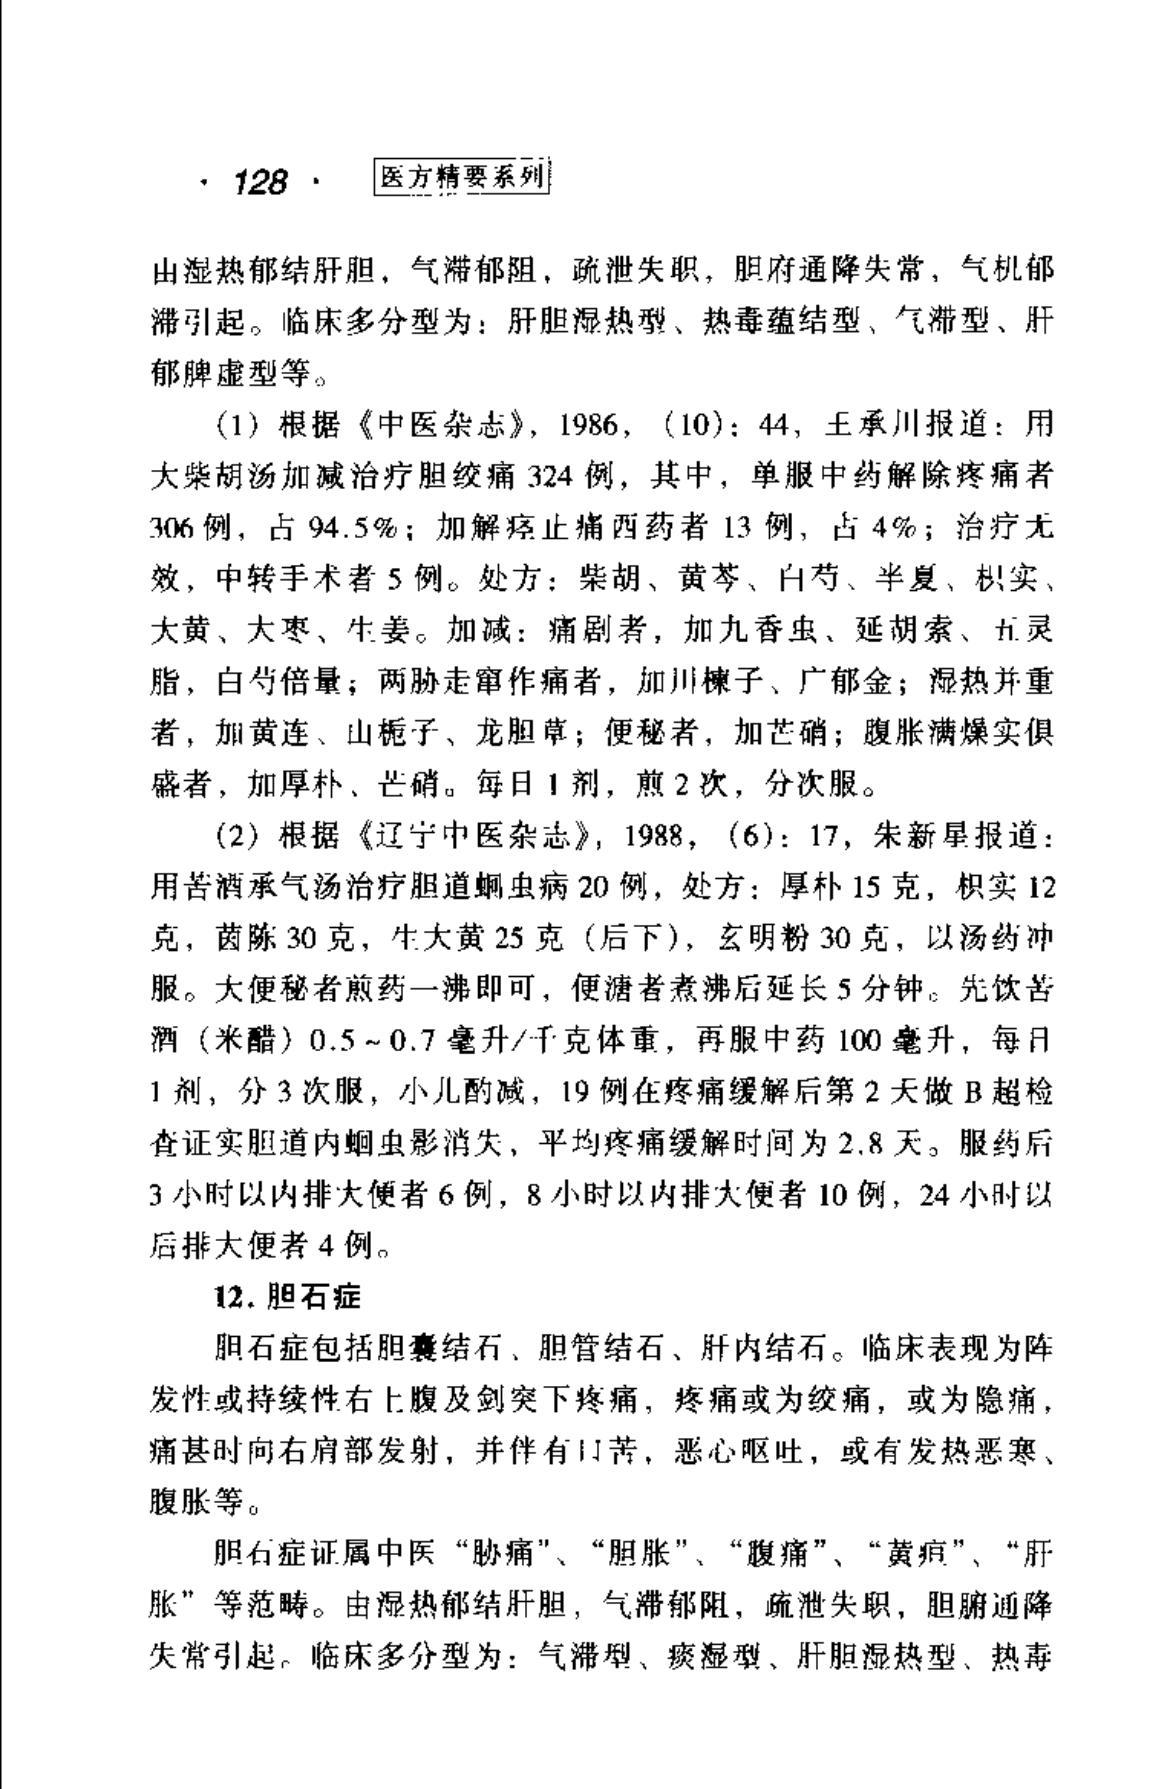 · 128 · 医方精要系列
由湿热郁结肝胆，气滞郁阻，疏泄失职，胆府通降失常，气机郁
滞引起。临床多分型为：肝胆湿热型、热毒蕴结型、气滞型、肝
郁脾虚型等。
（1）根据《中医杂志》，1986，（10）：44，王承川报道：用
大柴胡汤加减治疗胆绞痛 324 例，其中，单服中药解除疼痛者
306 例，占 94.5%；加解痉止痛西药者 13 例，占 4%；治疗无
效，中转手术者 5 例。处方：柴胡、黄芩、白芍、半夏、枳实、
大黄、大枣、生姜。加减：痛剧者，加九香虫、延胡索、五灵
脂，白芍倍量；两胁走窜作痛者，加川楝子、广郁金；湿热并重
者，加黄连、山栀子、龙胆草；便秘者，加芒硝；腹胀满燥实俱
盛者，加厚朴、芒硝。每日 1 剂，煎 2 次，分次服。
（2）根据《辽宁中医杂志》，1988，（6）：17，朱新星报道：
用苦酒承气汤治疗胆道蛔虫病 20 例，处方：厚朴 15 克，枳实 12
克，茵陈 30 克，生大黄 25 克（后下），玄明粉 30 克，以汤药冲
服。大便秘者煎药一沸即可，便溏者煮沸后延长 5 分钟。先饮苦
酒（米醋）0.5～0.7 毫升/千克体重，再服中药 100 毫升，每日
1 剂，分 3 次服，小儿酌减，19 例在疼痛缓解后第 2 天做 B 超检
查证实胆道内蛔虫影消失，平均疼痛缓解时间为 2.8 天。服药后
3 小时以内排大便者 6 例，8 小时以内排大便者 10 例，24 小时以
后排大便者 4 例。
12. 胆石症
胆石症包括胆囊结石、胆管结石、肝内结石。临床表现为阵
发性或持续性右上腹及剑突下疼痛，疼痛或为绞痛，或为隐痛，
痛甚时向右肩部发射，并伴有口苦，恶心呕吐，或有发热恶寒、
腹胀等。
胆石症证属中医“胁痛”、“胆胀”、“腹痛”、“黄疸”、“肝
胀”等范畴。由湿热郁结肝胆，气滞郁阻，疏泄失职，胆腑通降
失常引起。临床多分型为：气滞型、痰湿型、肝胆湿热型、热毒